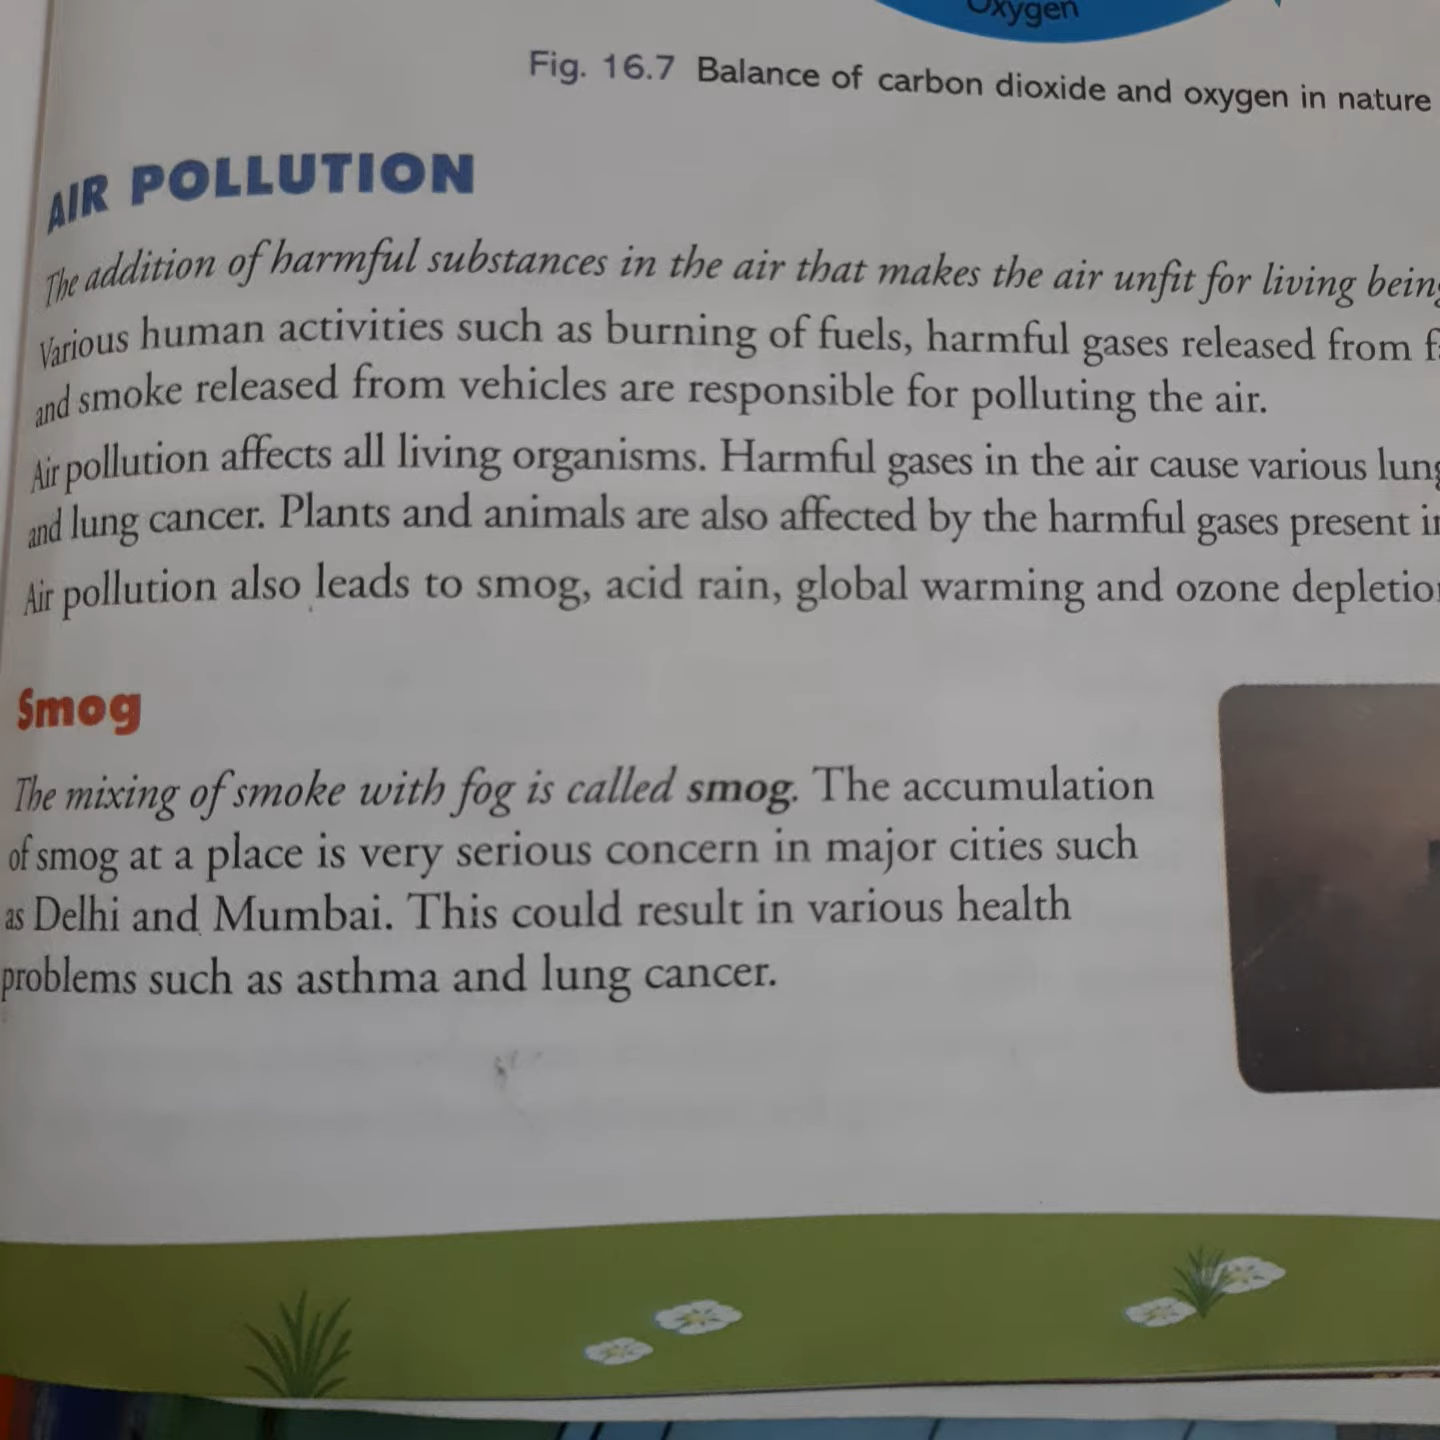 Oxygen
Fig. 16.7 Balance of carbon dioxide and oxygen in nature
AIR POLLUTION
The addition of harmful substances in the air that makes the air unfit for living
Various human activities such as burning of fuels, harmful gases released from
and smoke released from vehicles are responsible for polluting the air.
Air pollution affects all living organisms. Harmful gases in the air cause various
and lung cancer. Plants and animals are also affected by the harmful gases present
Air pollution also leads to smog, acid rain, global warming and ozone
Smog
The mixing of smoke with fog is called smog. The accumulation
of smog at a place is very serious concern in major cities such
as Delhi and Mumbai. This could result in various health
problems such as asthma and lung cancer.